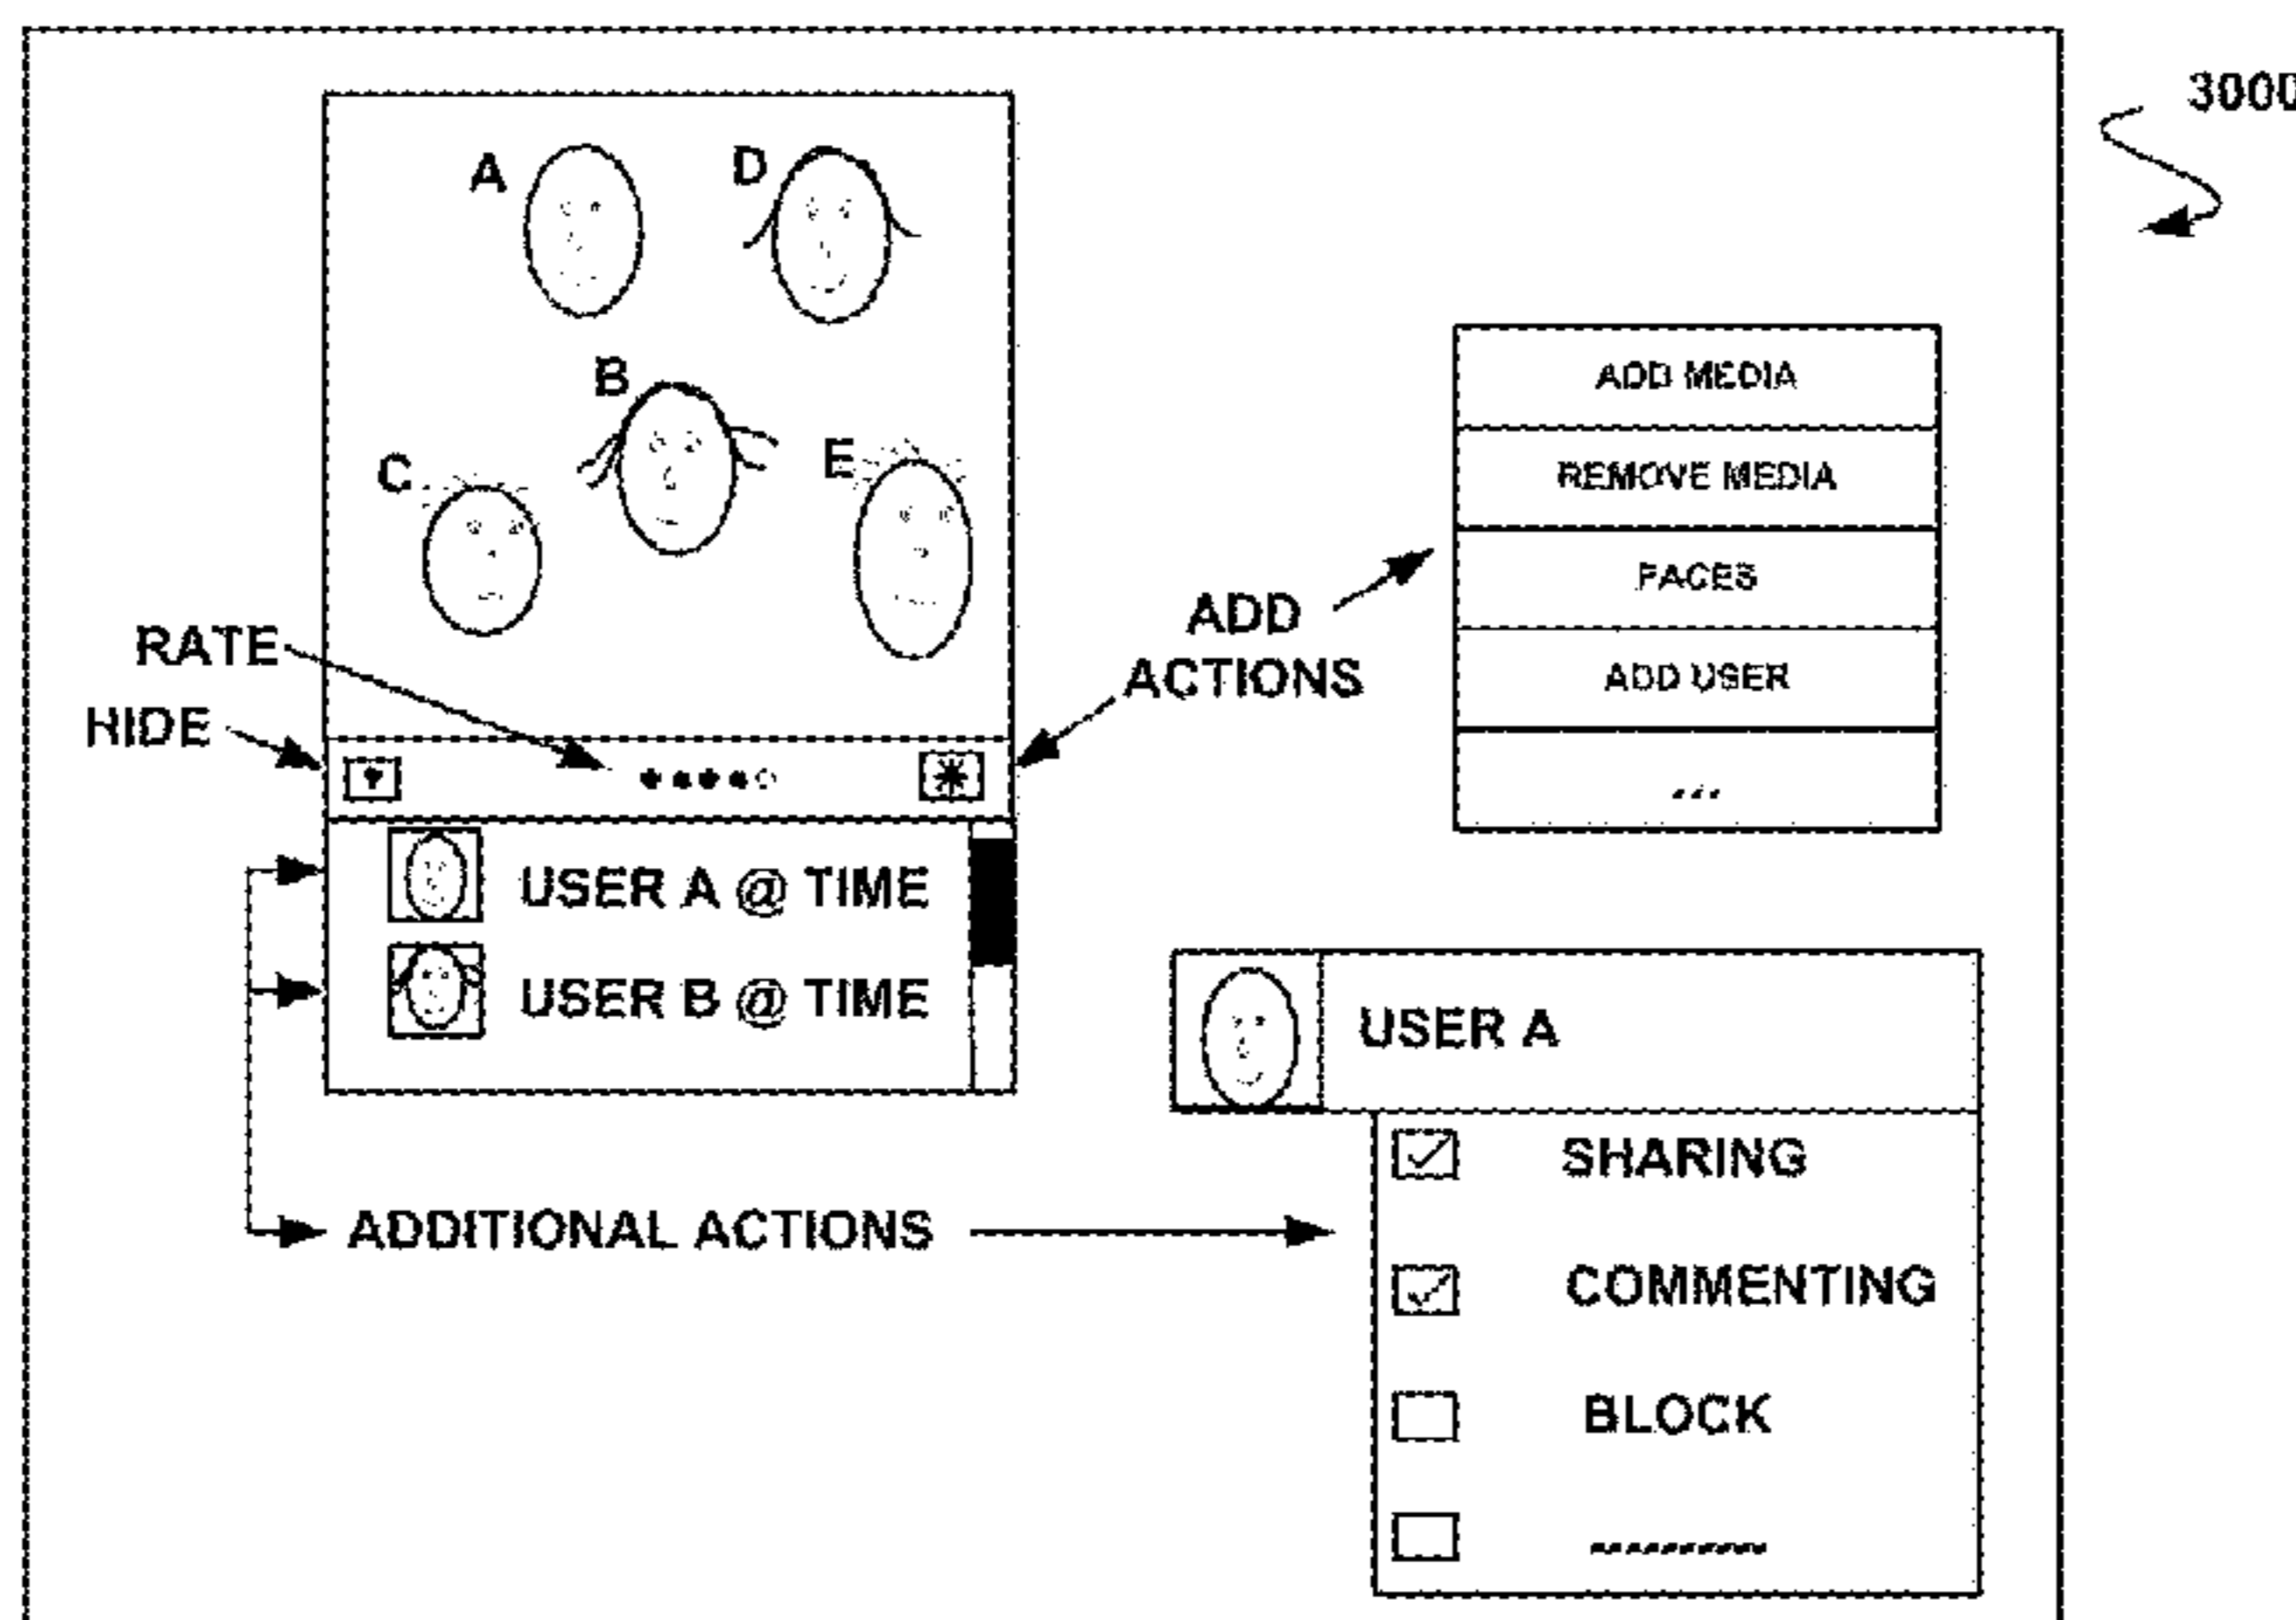 3000
A
D
B
C
E
RATE
HIDE
ADD
ACTIONS
ADD MEDIA
REMOVE MEDIA
FACES
ADD USER
...
USER A @ TIME
USER B @ TIME
ADDITIONAL ACTIONS
USER A
SHARING
COMMENTING
BLOCK